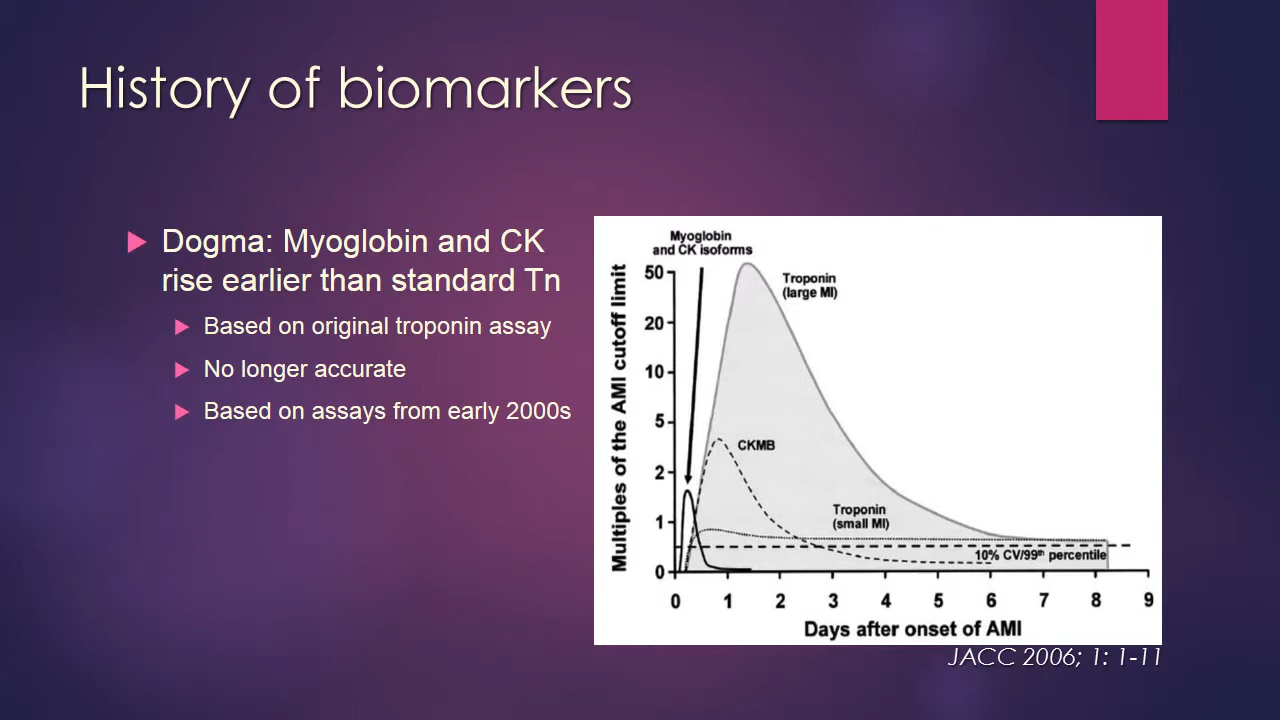 History of biomarkers
Dogma: Myoglobin and CK
rise earlier than standard Tn
Based on original troponin assay
No longer accurate
Based on assays from early 2000s
Myoglobin
and CK isoforms
Troponin
(large MI)
CKMB
Troponin
(small MI)
10% CV/99th percentile
Multiples of the AMI cutoff limit
50
20
10
5
2
1
0
0 1 2 3 4 5 6 7 8 9
Days after onset of AMI
JACC 2006; 1: 1-11